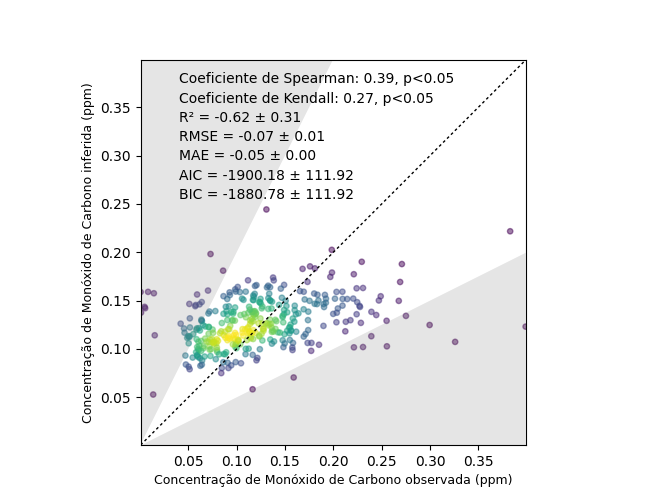 Coeficiente de Spearman: 0.39, p<0.05
Coeficiente de Kendall: 0.27, p<0.05
R² = -0.62 ± 0.31
RMSE = -0.07 ± 0.01
MAE = -0.05 ± 0.00
AIC = -1900.18 ± 111.92
BIC = -1880.78 ± 111.92
Concentração de Monóxido de Carbono inferida (ppm)
0.35
0.30
0.25
0.20
0.15
0.10
0.05
0.05 0.10 0.15 0.20 0.25 0.30 0.35
Concentração de Monóxido de Carbono observada (ppm)